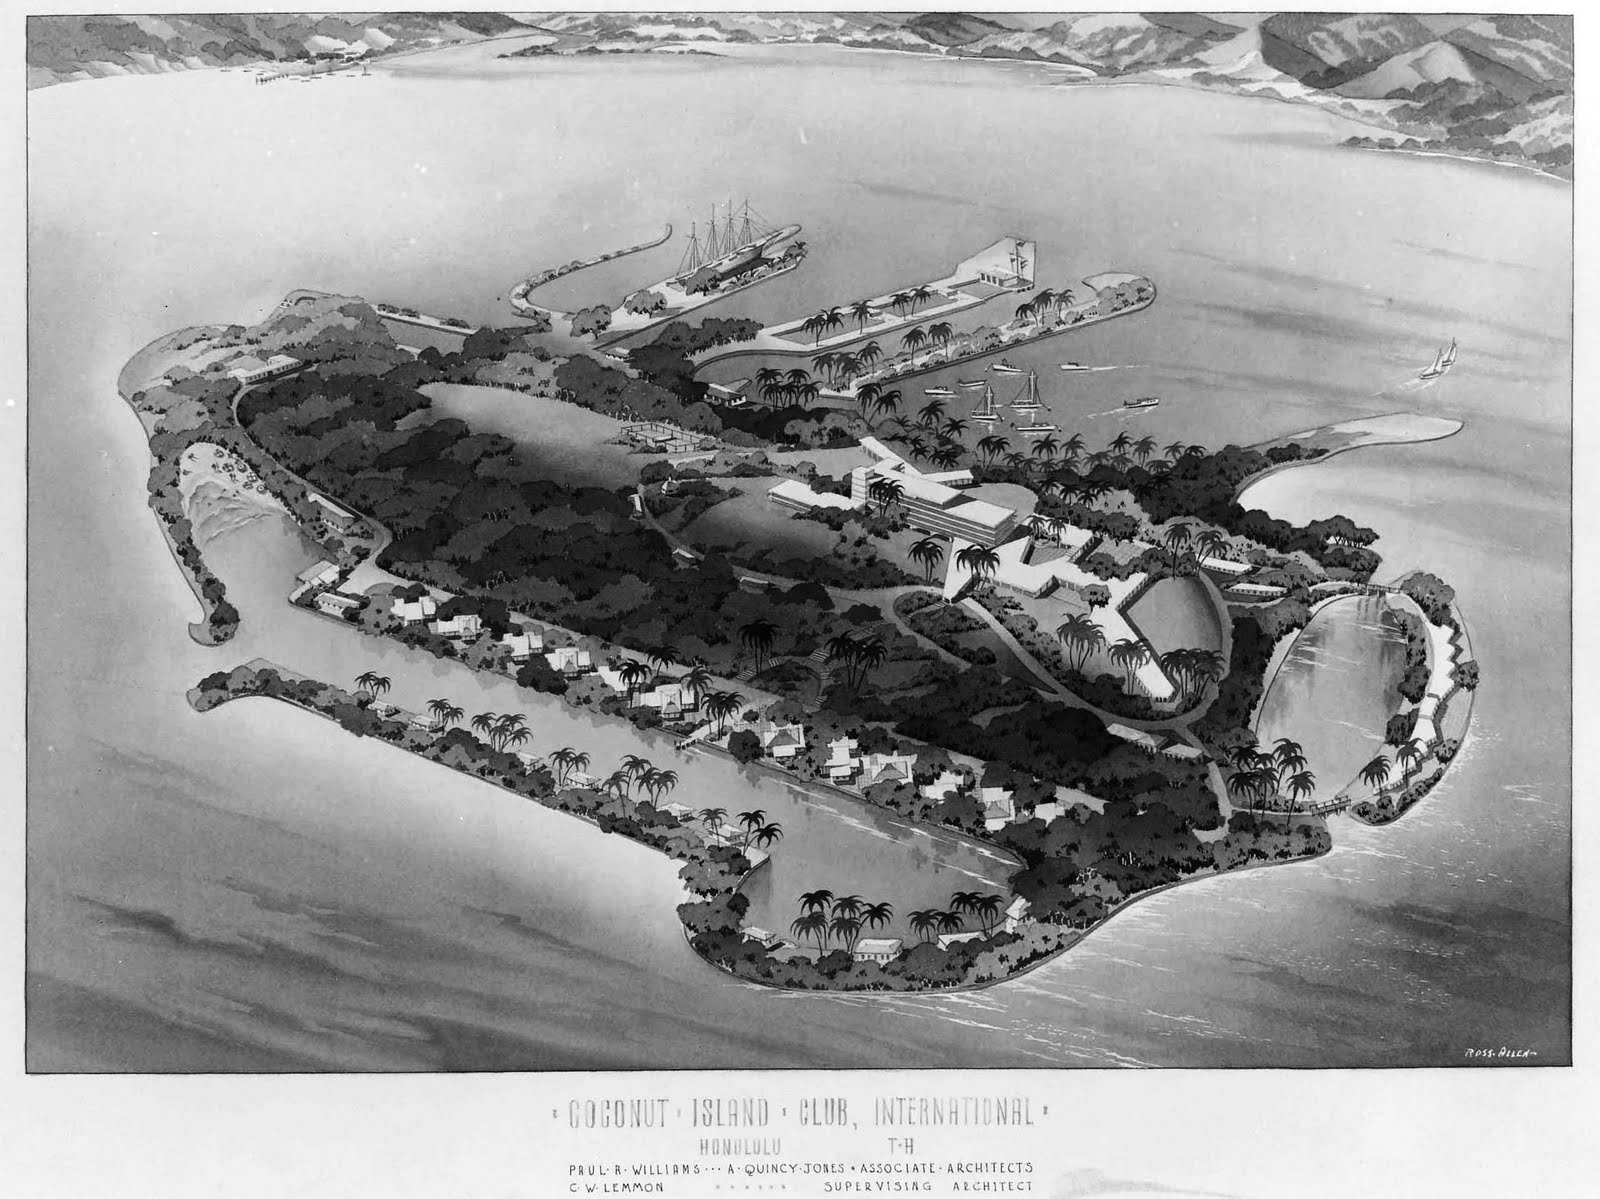 ROSS·ALLEN
COCONUT · ISLAND · CLUB, INTERNATIONAL
HONOLULU T·H
PAUL·R·WILLIAMS···A·QUINCY·JONES·ASSOCIATE·ARCHITECTS
C·W·LEMMON ······ SUPERVISING ARCHITECT